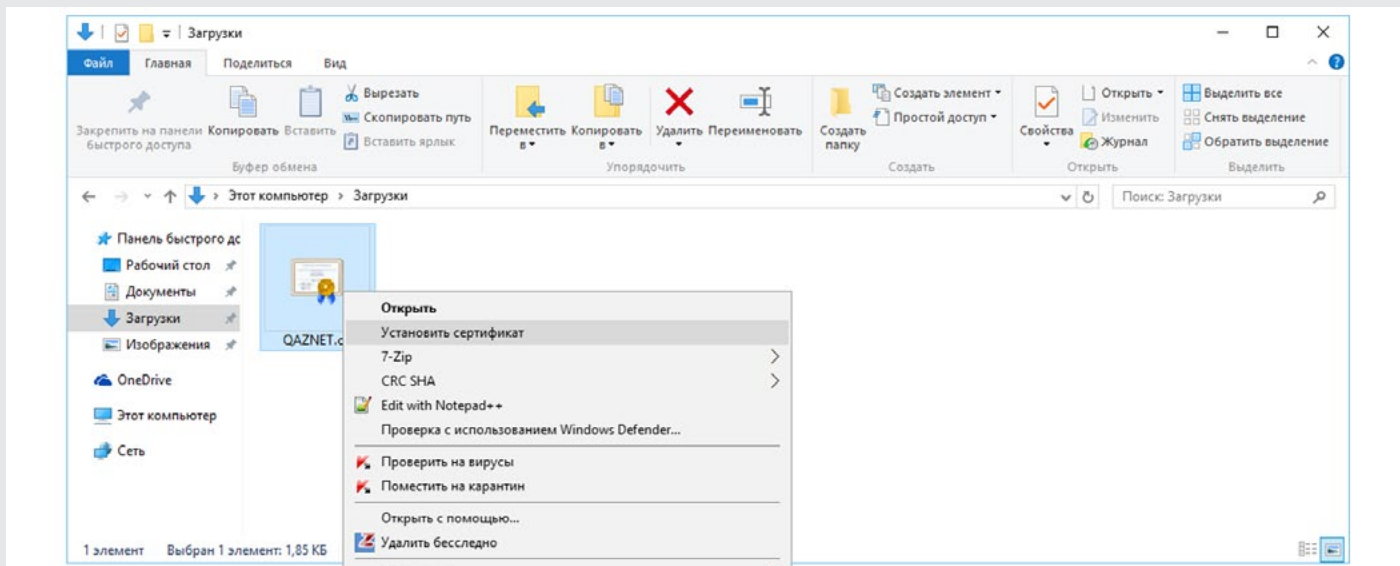 Загрузки
Файл Главная Поделиться Вид
Закрепить на панели быстрого доступа
Копировать
Вставить
Вырезать
Скопировать путь
Вставить ярлык
Буфер обмена
Переместить в
Копировать в
Удалить
Переименовать
Упорядочить
Создать папку
Создать элемент
Простой доступ
Создать
Свойства
Открыть
Изменить
Журнал
Открыть
Выделить все
Снять выделение
Обратить выделение
Выделить
Этот компьютер › Загрузки
Поиск: Загрузки
Панель быстрого дс
Рабочий стол
Документы
Загрузки
Изображения
OneDrive
Этот компьютер
Сеть
QAZNET.c
Открыть
Установить сертификат
7-Zip
CRC SHA
Edit with Notepad++
Проверка с использованием Windows Defender...
Проверить на вирусы
Поместить на карантин
Открыть с помощью...
Удалить бесследно
1 элемент Выбран 1 элемент: 1,85 КБ